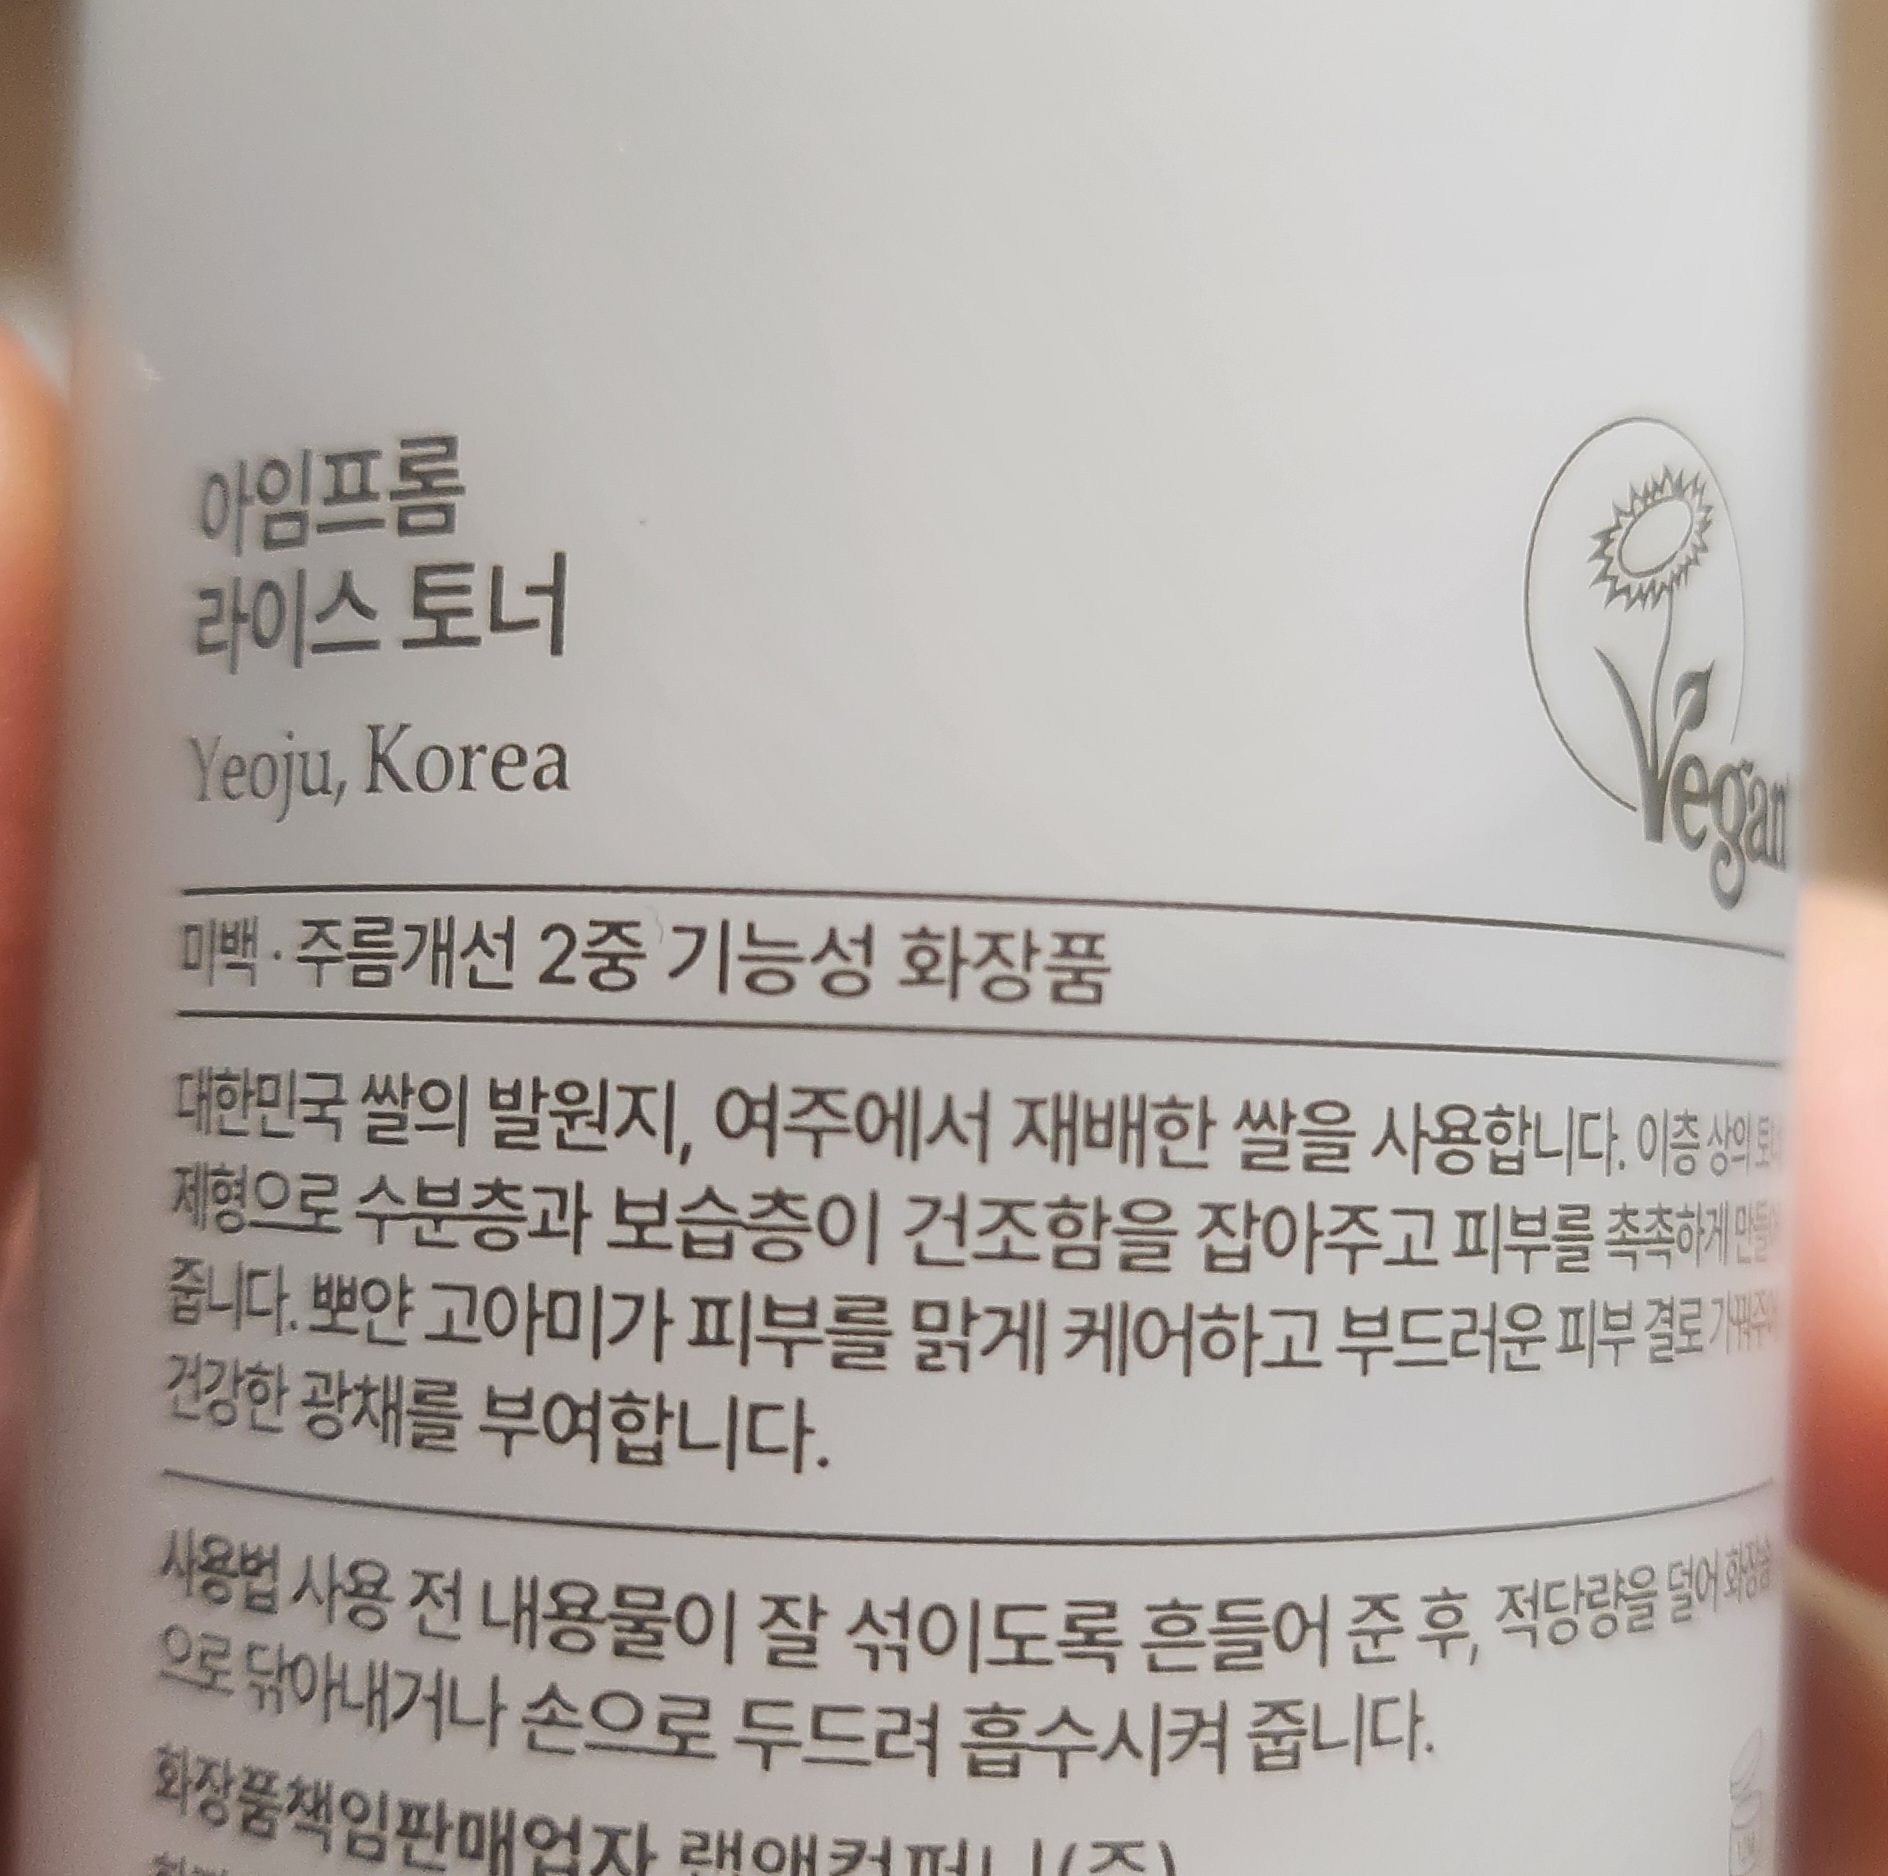 아임프롬
라이스 토너
Yeoju, Korea
Vegan
미백·주름개선 2중 기능성 화장품
대한민국 쌀의 발원지, 여주에서 재배한 쌀을 사용합니다. 이층 상의
제형으로 수분층과 보습층이 건조함을 잡아주고 피부를 촉촉하게
줍니다. 뽀얀 고아미가 피부를 맑게 케어하고 부드러운 피부 결로
건강한 광채를 부여합니다.
사용법 사용 전 내용물이 잘 섞이도록 흔들어 준 후, 적당량을 덜어 화장솜
으로 닦아내거나 손으로 두드려 흡수시켜 줍니다.
화장품책임판매업자 랩앤컴퍼니(주)